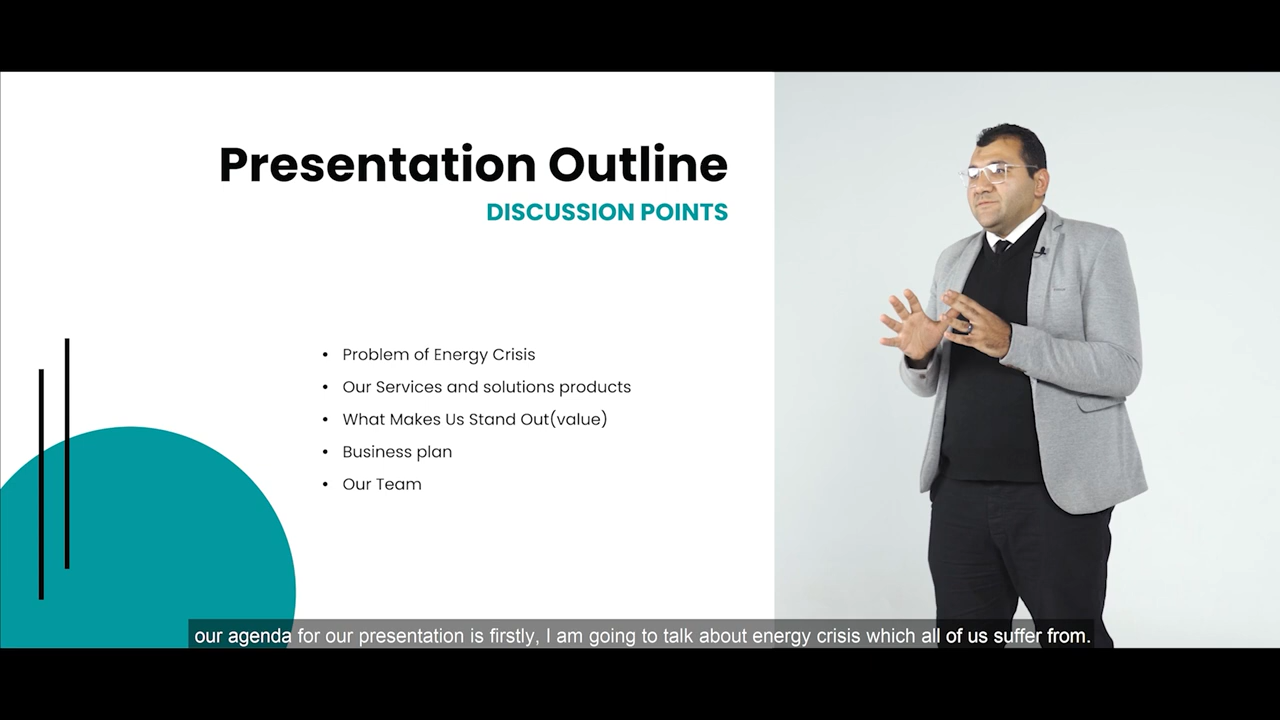 Presentation Outline
DISCUSSION POINTS
• Problem of Energy Crisis
• Our Services and solutions products
• What Makes Us Stand Out(value)
• Business plan
• Our Team
our agenda for our presentation is firstly, I am going to talk about energy crisis which all of us suffer from.